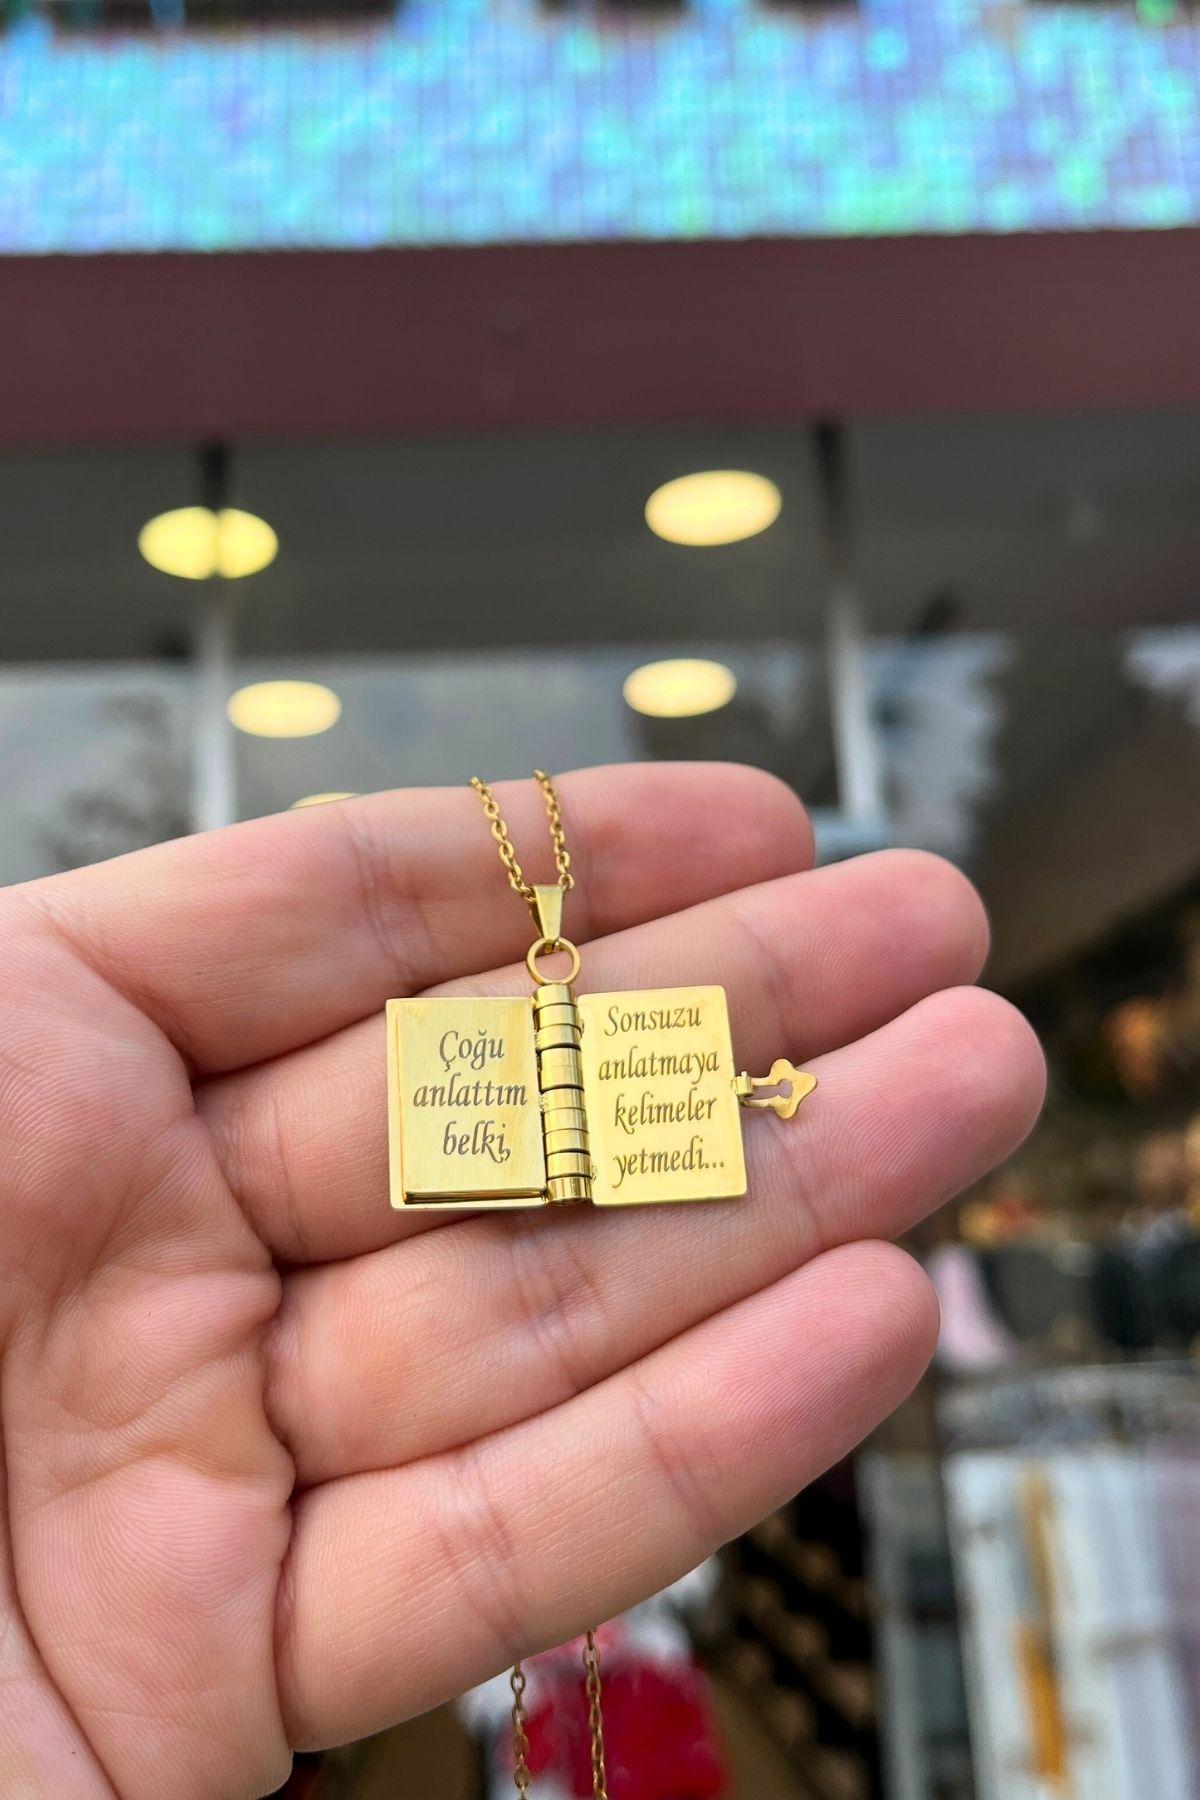 Çoğu
anlattım
belki,
Sonsuzu
anlatmaya
kelimeler
yetmedi...